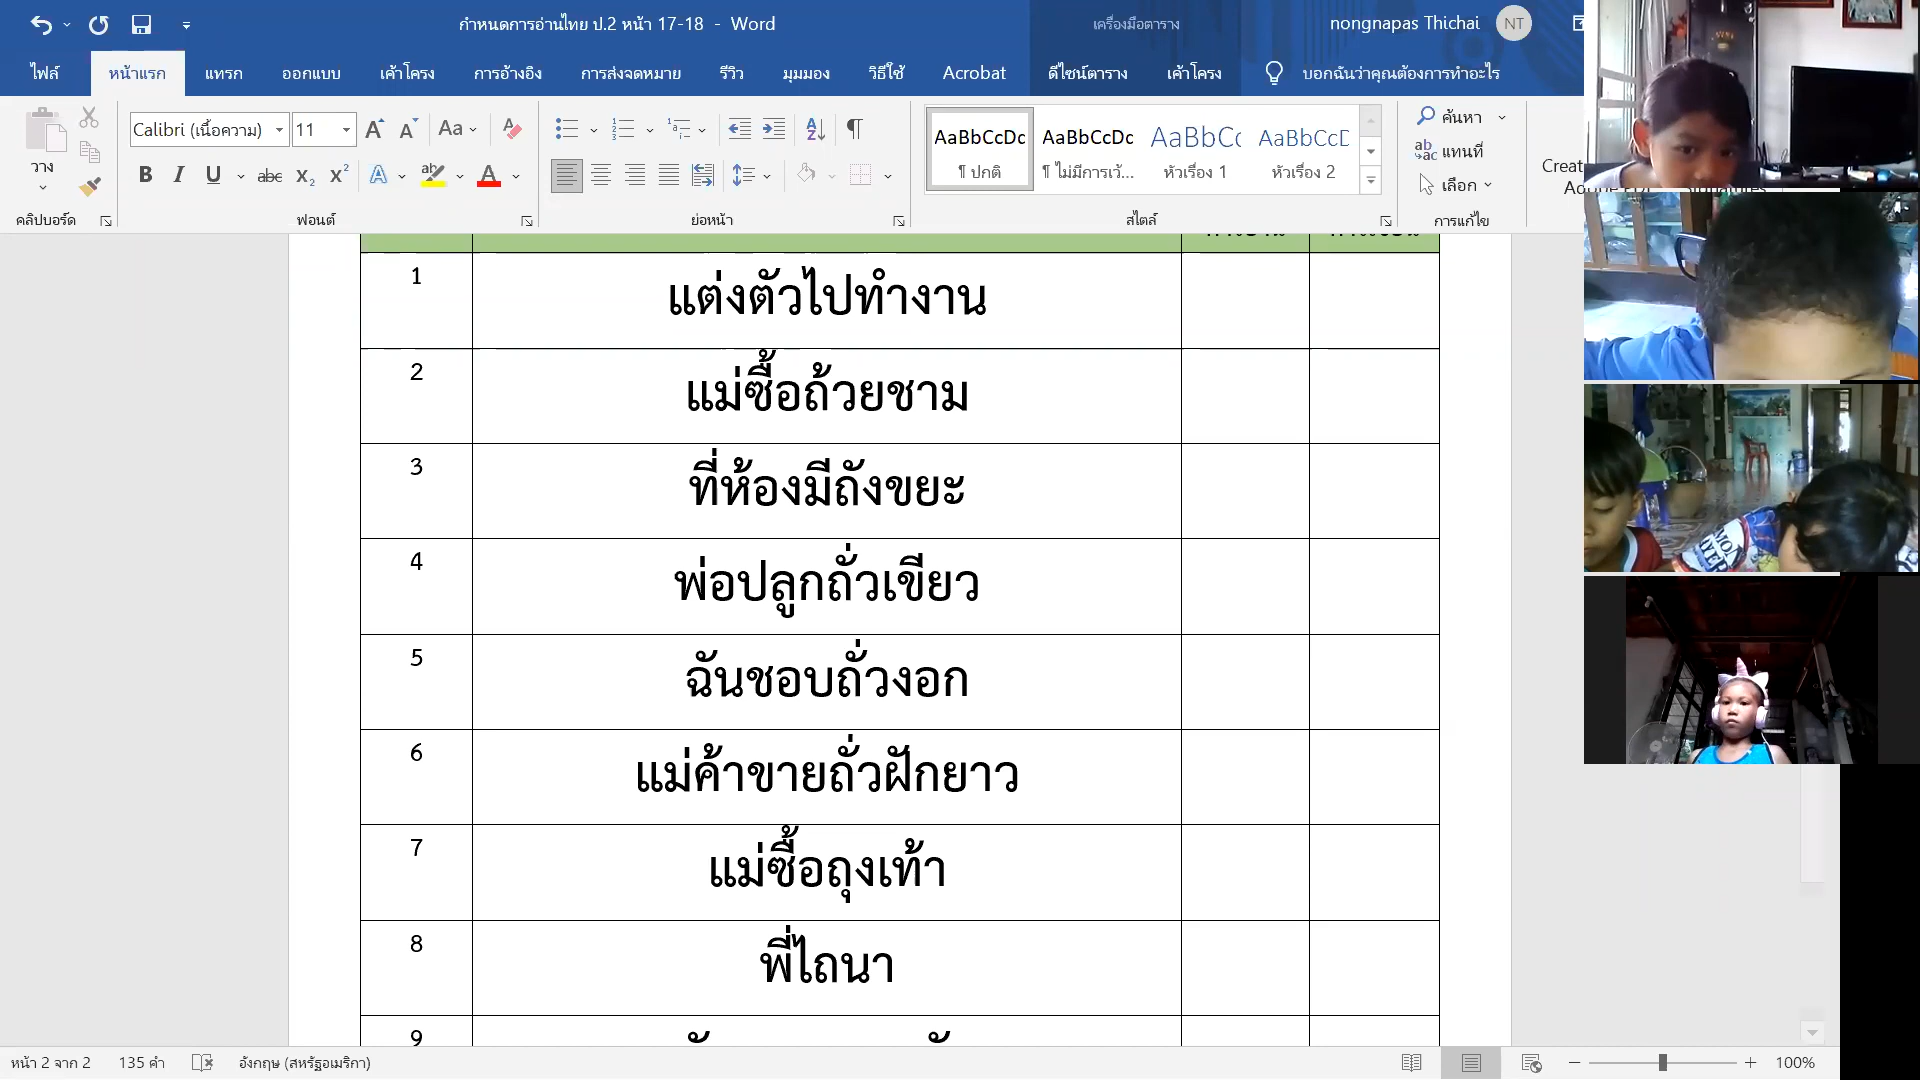 กำหนดการอ่านไทย ป.2 หน้า 17-18 - Word
เครื่องมือตาราง
nongnapas Thichai
NT
ไฟล์
หน้าแรก
แทรก
ออกแบบ
เค้าโครง
การอ้างอิง
การส่งจดหมาย
รีวิว
มุมมอง
วิธีใช้
Acrobat
ดีไซน์ตาราง
เค้าโครง
บอกฉันว่าคุณต้องการทำอะไร
วาง
คลิปบอร์ด
Calibri (เนื้อความ)
11
ฟอนต์
ย่อหน้า
AaBbCcDc
¶ ปกติ
AaBbCcDc
¶ ไม่มีการเว้...
AaBbCc
หัวเรื่อง 1
AaBbCcD
หัวเรื่อง 2
สไตล์
ค้นหา
แทนที่
เลือก
การแก้ไข
1 แต่งตัวไปทำงาน
2 แม่ซื้อถ้วยชาม
3 ที่ห้องมีถังขยะ
4 พ่อปลูกถั่วเขียว
5 ฉันชอบถั่วงอก
6 แม่ค้าขายถั่วฝักยาว
7 แม่ซื้อถุงเท้า
8 พี่ไถนา
9
หน้า 2 จาก 2
135 คำ
อังกฤษ (สหรัฐอเมริกา)
100%